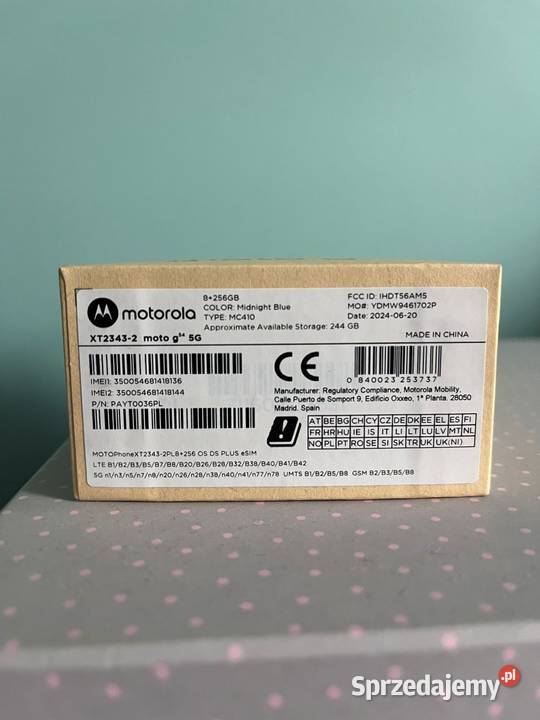 motorola
8+256GB
COLOR: Midnight Blue
TYPE: MC410
Approximate Available Storage: 244 GB
FCC ID: IHDT56AM5
MO#: YDMW9461702P
Date: 2024-06-20
XT2343-2 moto g⁵⁴ 5G
MADE IN CHINA
IMEI1: 350054681418136
IMEI2: 350054681418144
P/N: PAYT0036PL
CE
0 840023 253737
Manufacturer: Regulatory Compliance, Motorola Mobility,
Calle Puerto de Somport 9, Edificio Oxxeo, 1ª Planta. 28050
Madrid. Spain
AT BE BG CH CY CZ DE DK EE EL ES FI
FR HR HU IE IS IT LI LT LU LV MT NL
NO PL PT RO SE SI SK TR UK UK(NI)
MOTOPhoneXT2343-2PL8+256 OS DS PLUS eSIM
LTE B1/B2/B3/B5/B7/B8/B20/B26/B28/B32/B38/B40/B41/B42
5G n1/n3/n5/n7/n8/n20/n26/n28/n38/n40/n41/n77/n78 UMTS B1/B2/B5/B8 GSM B2/B3/B5/B8
Sprzedajemy.pl